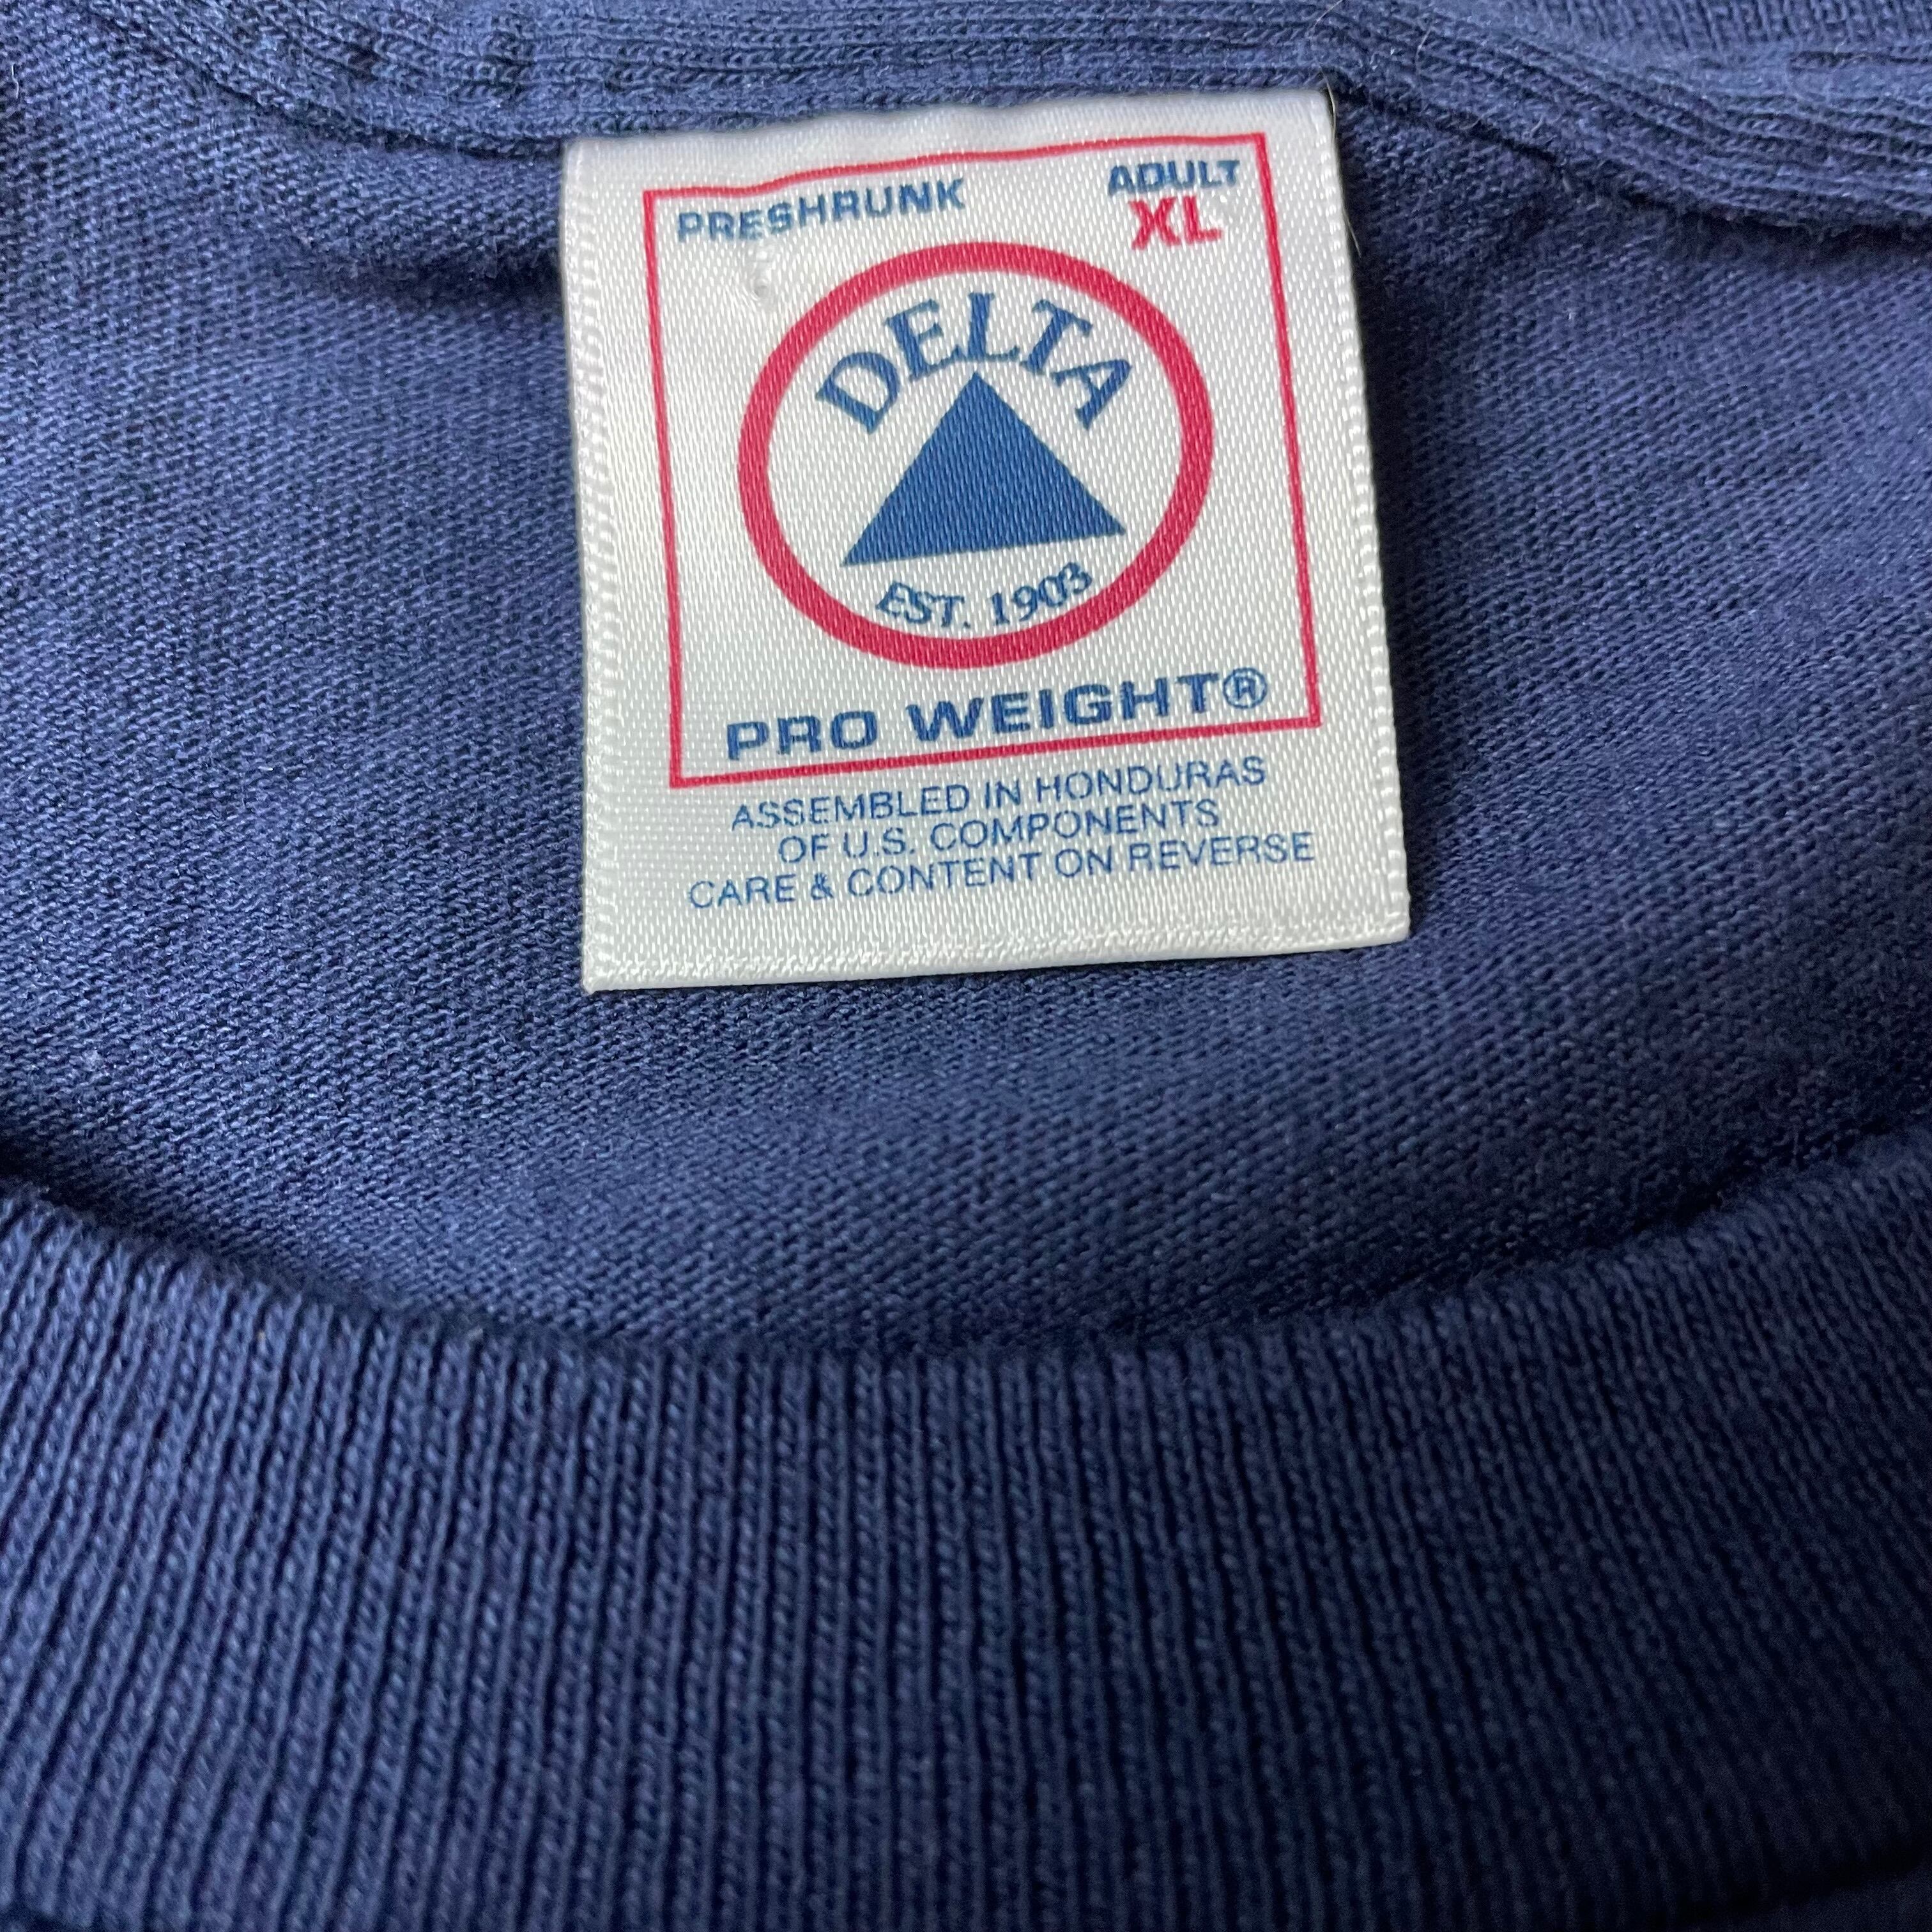 PRESHRUNK ADULT
XL
DELTA
EST. 1903
PRO WEIGHT®
ASSEMBLED IN HONDURAS
OF U.S. COMPONENTS
CARE & CONTENT ON REVERSE